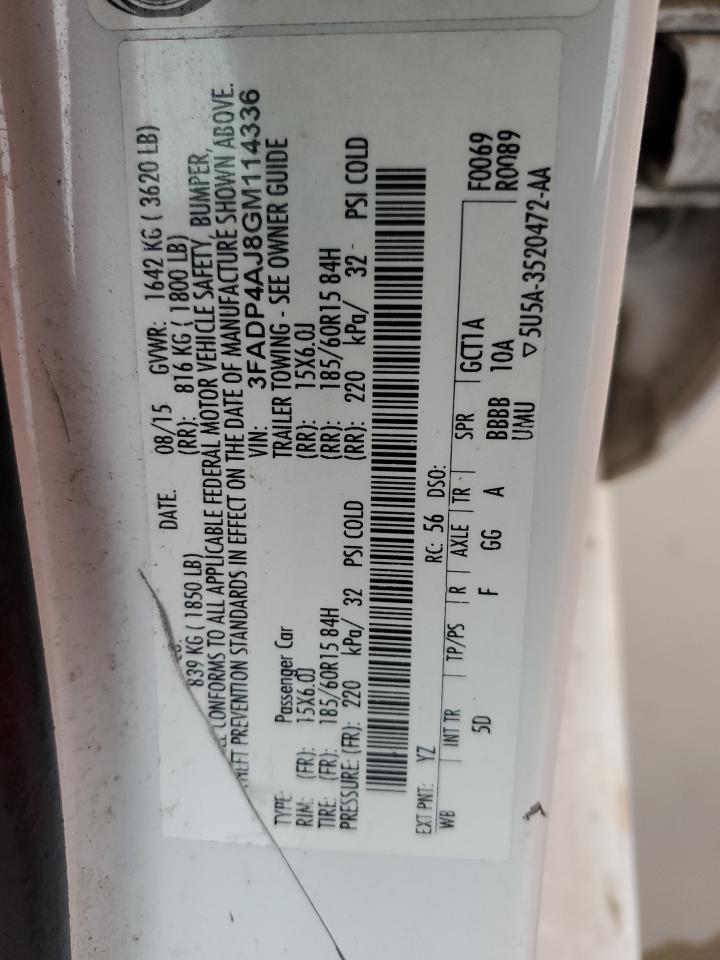 DATE. 08/15 GVWR: 1642 KG ( 3620 LB)
839 KG ( 1850 LB) (RR): 816 KG ( 1800 LB)
CONFORMS TO ALL APPLICABLE FEDERAL MOTOR VEHICLE SAFETY, BUMPER,
THEFT PREVENTION STANDARDS IN EFFECT ON THE DATE OF MANUFACTURE SHOWN ABOVE.
VIN: 3FADP4AJ8GM114336
TYPE: Passenger Car TRAILER TOWING - SEE OWNER GUIDE
RIM: (FR): 15X6.0J (RR): 15X6.0J
TIRE: (FR): 185/60R15 84H (RR): 185/60R15 84H
PRESSURE: (FR): 220 kPa/ 32 PSI COLD (RR): 220 kPa/ 32 - PSI COLD
EXT PNT: YZ RC: 56 DSO: F0069
WB INT TR TP/PS R AXLE TR SPR R0089
5D F GG A BBBB GCT1A
UMU 10A
▽5U5A-3520472-AA